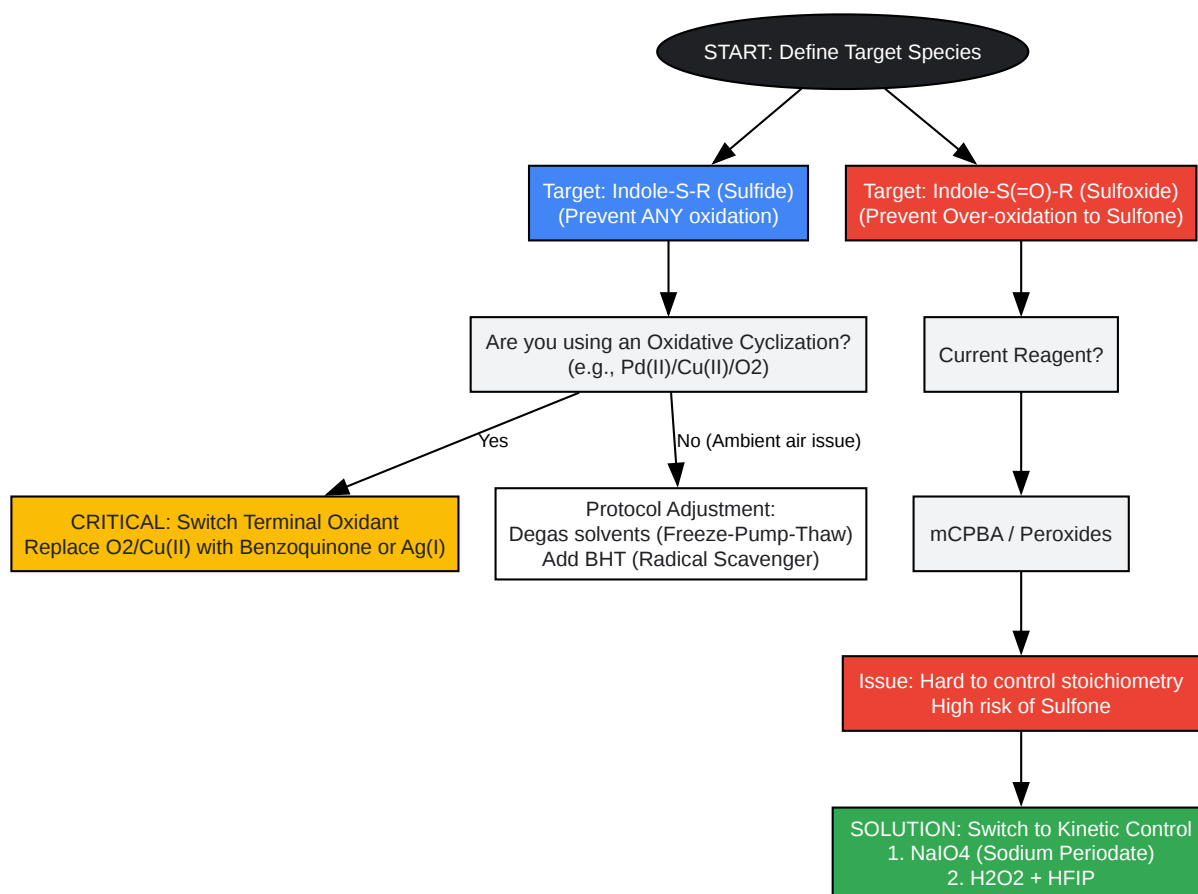 START: Define Target Species
Target: Indole-S-R (Sulfide)
(Prevent ANY oxidation)
Target: Indole-S(=O)-R (Sulfoxide)
(Prevent Over-oxidation to Sulfone)
Are you using an Oxidative Cyclization?
(e.g., Pd(II)/Cu(II)/O2)
Current Reagent?
Yes
No (Ambient air issue)
CRITICAL: Switch Terminal Oxidant
Replace O2/Cu(II) with Benzoquinone or Ag(I)
Protocol Adjustment:
Degas solvents (Freeze-Pump-Thaw)
Add BHT (Radical Scavenger)
mCPBA / Peroxides
Issue: Hard to control stoichiometry
High risk of Sulfone
SOLUTION: Switch to Kinetic Control
1. NaIO4 (Sodium Periodate)
2. H2O2 + HFIP